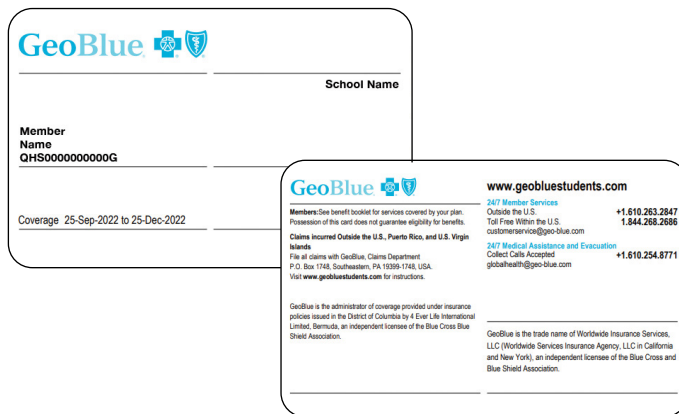 GeoBlue
School Name
Member
Name
QHS0000000000G
Coverage 25-Sep-2022 to 25-Dec-2022
GeoBlue
Members:See benefit booklet for services covered by your plan.
Possession of this card does not guarantee eligibility for benefits.
Claims incurred Outside the U.S., Puerto Rico, and U.S. Virgin
Islands
File all claims with GeoBlue, Claims Department
P.O. Box 1748, Southeastern, PA 19399-1748, USA.
Visit www.geobluestudents.com for instructions.
GeoBlue is the administrator of coverage provided under insurance
policies issued in the District of Columbia by 4 Ever Life International
Limited, Bermuda, an independent licensee of the Blue Cross Blue
Shield Association.
www.geobluestudents.com
24/7 Member Services
Outside the U.S. +1.610.263.2847
Toll Free Within the U.S. 1.844.268.2686
customerservice@geo-blue.com
24/7 Medical Assistance and Evacuation
Collect Calls Accepted +1.610.254.8771
globalhealth@geo-blue.com
GeoBlue is the trade name of Worldwide Insurance Services,
LLC (Worldwide Services Insurance Agency, LLC in California
and New York), an independent licensee of the Blue Cross and
Blue Shield Association.